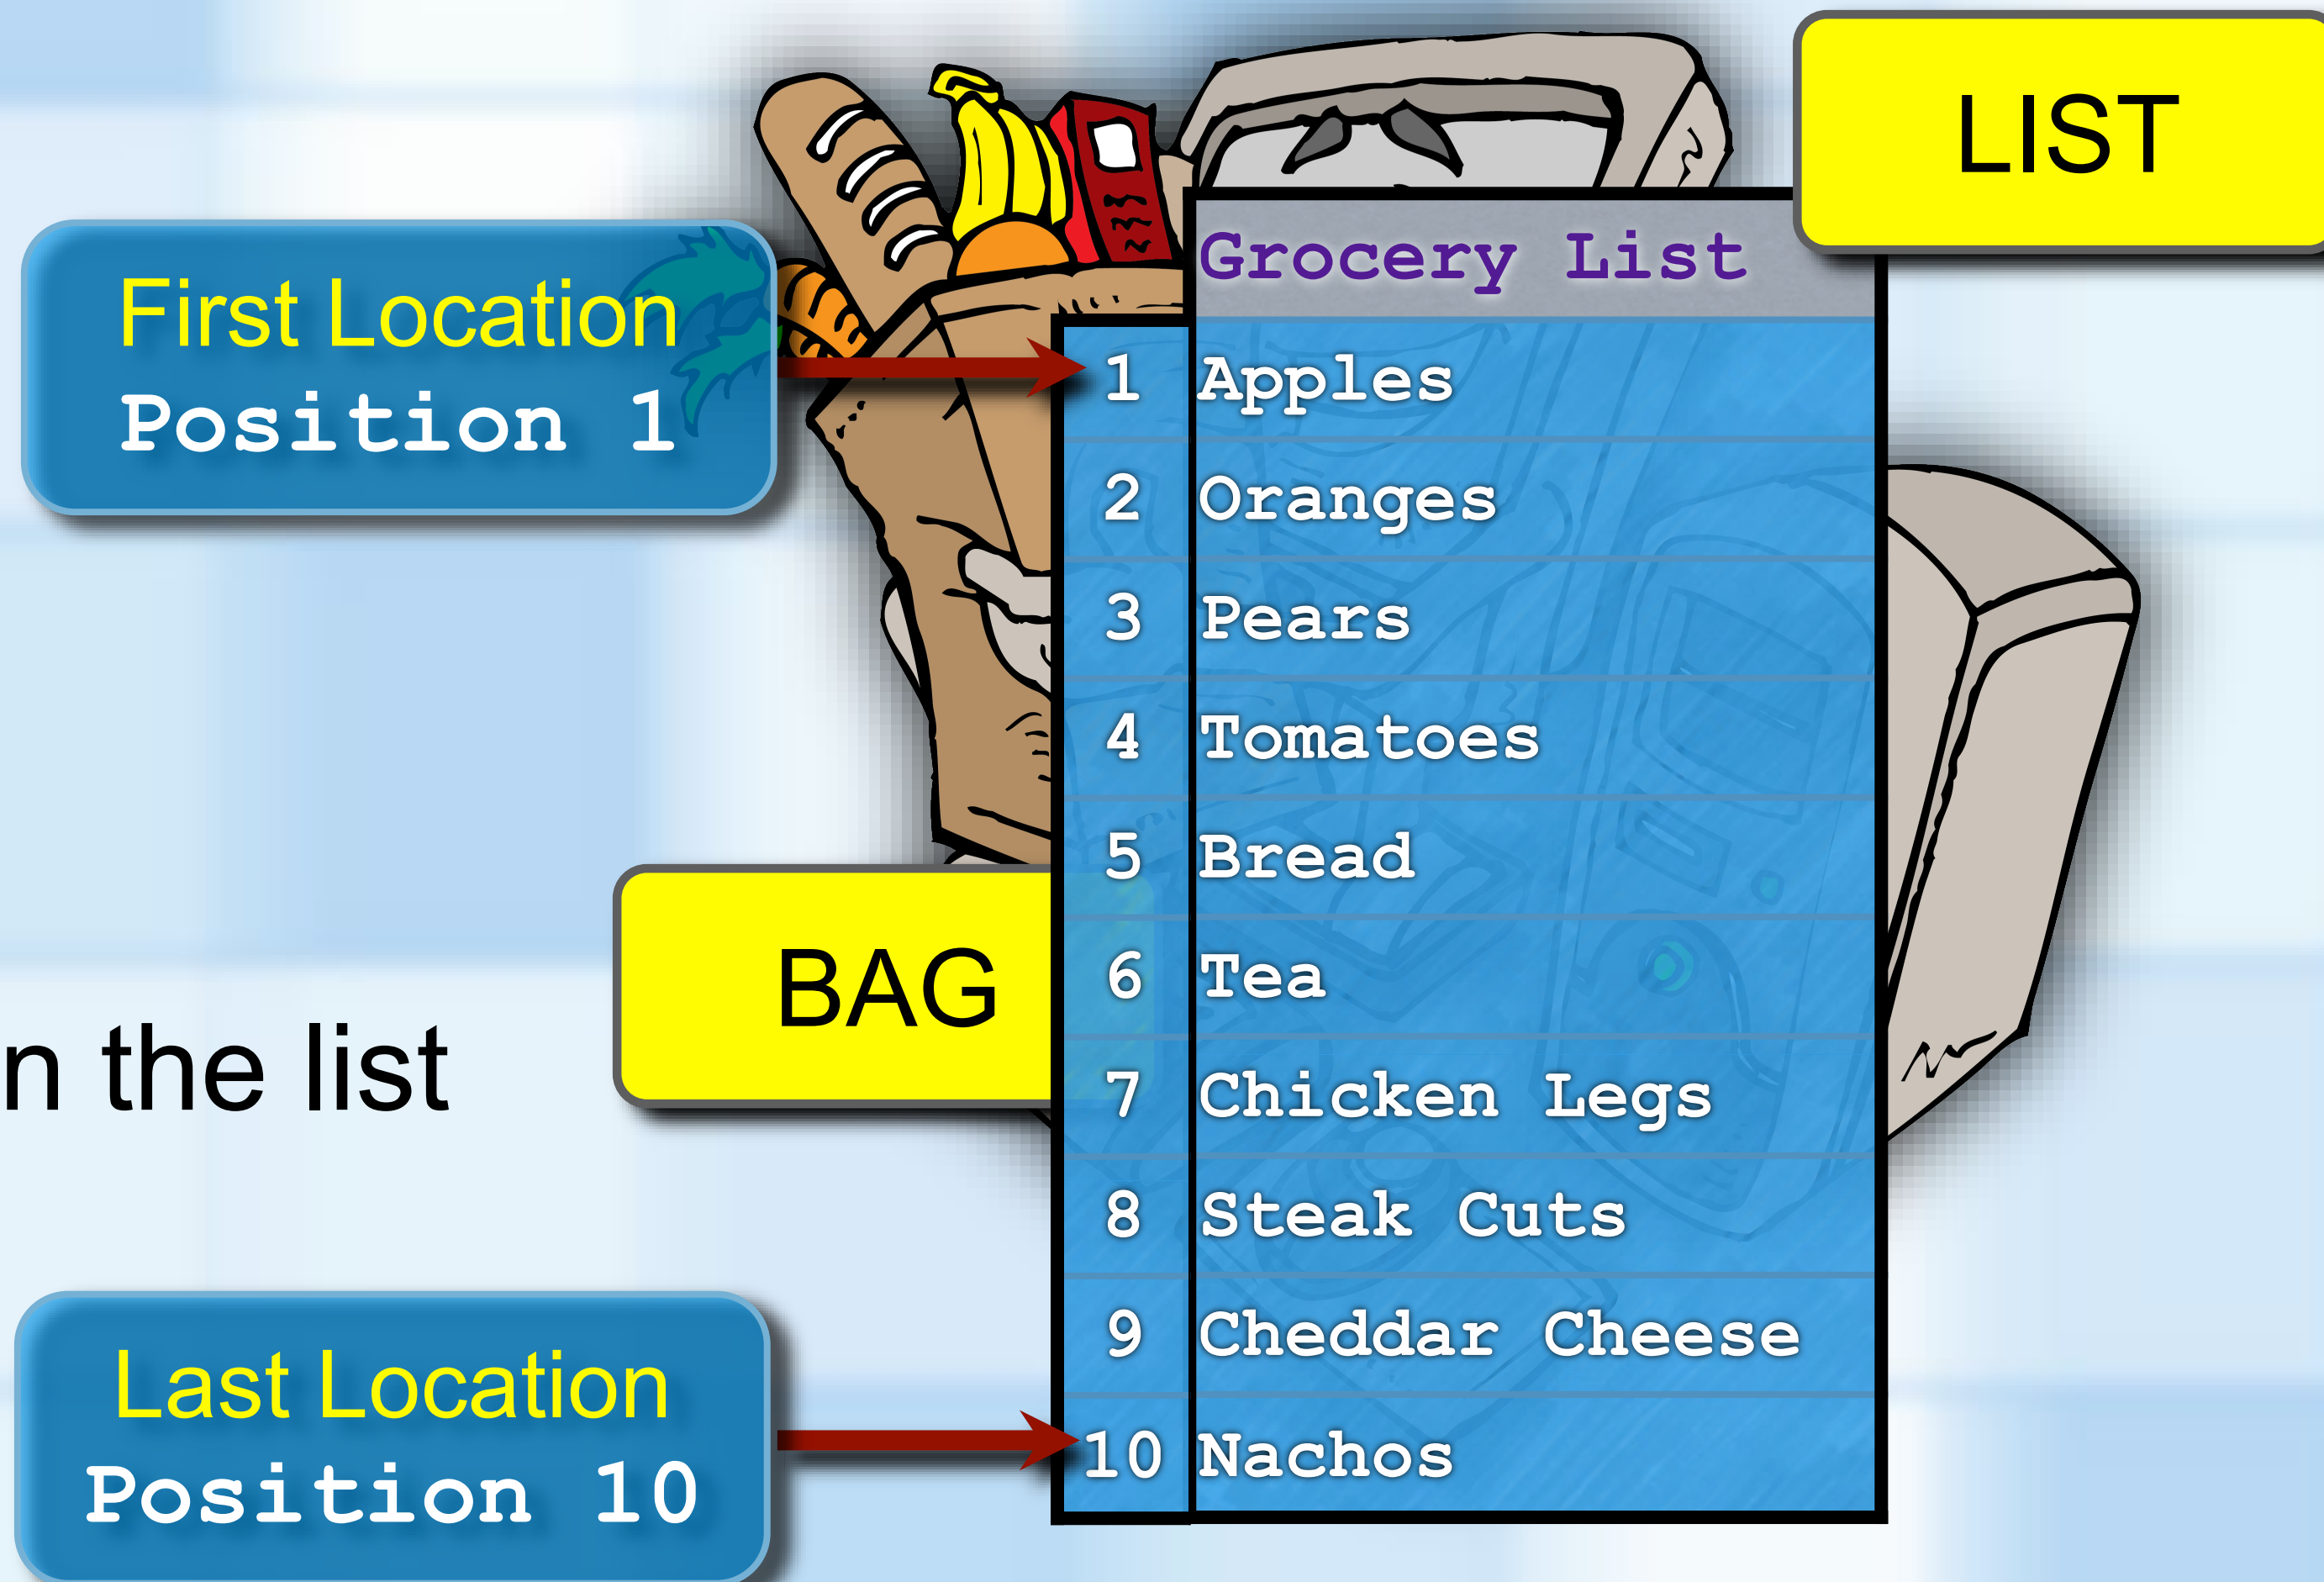 LIST
Grocery List
First Location
Position 1
1 Apples
2 Oranges
3 Pears
4 Tomatoes
5 Bread
BAG
6 Tea
n the list
7 Chicken Legs
8 Steak Cuts
9 Cheddar Cheese
Last Location
Position 10
10 Nachos